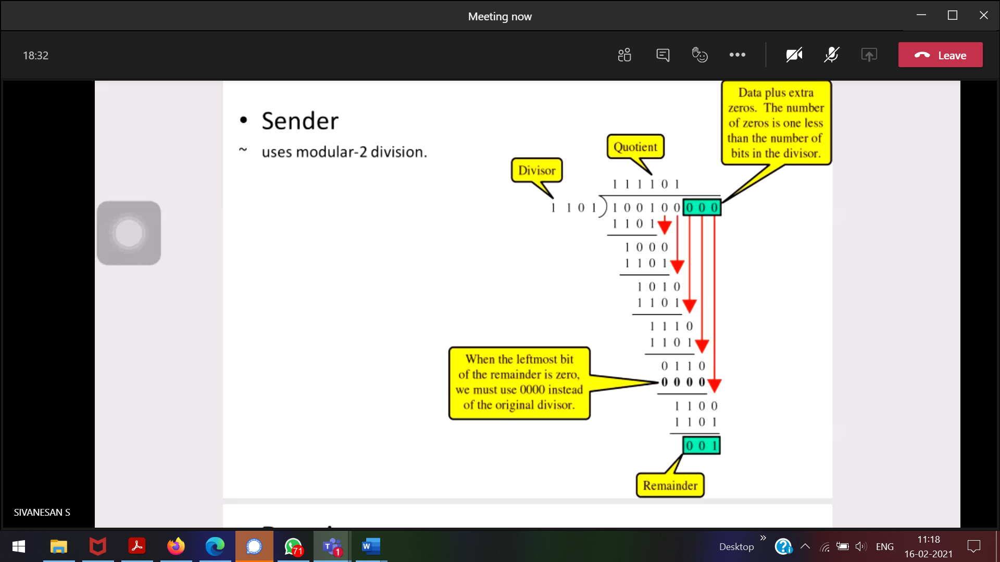 Meeting now
18:32
Leave
• Sender
~ uses modular-2 division.
Data plus extra
zeros. The number
of zeros is one less
than the number of
bits in the divisor.
Quotient
Divisor
1 1 1 1 0 1
1 1 0 1 ) 1 0 0 1 0 0 0 0 0
1 1 0 1
1 0 0 0
1 1 0 1
1 0 1 0
1 1 0 1
1 1 1 0
1 1 0 1
0 1 1 0
0 0 0 0
When the leftmost bit
of the remainder is zero,
we must use 0000 instead
of the original divisor.
1 1 0 0
1 1 0 1
0 0 1
Remainder
SIVANESAN S
71
1
Desktop
ENG
11:18
16-02-2021